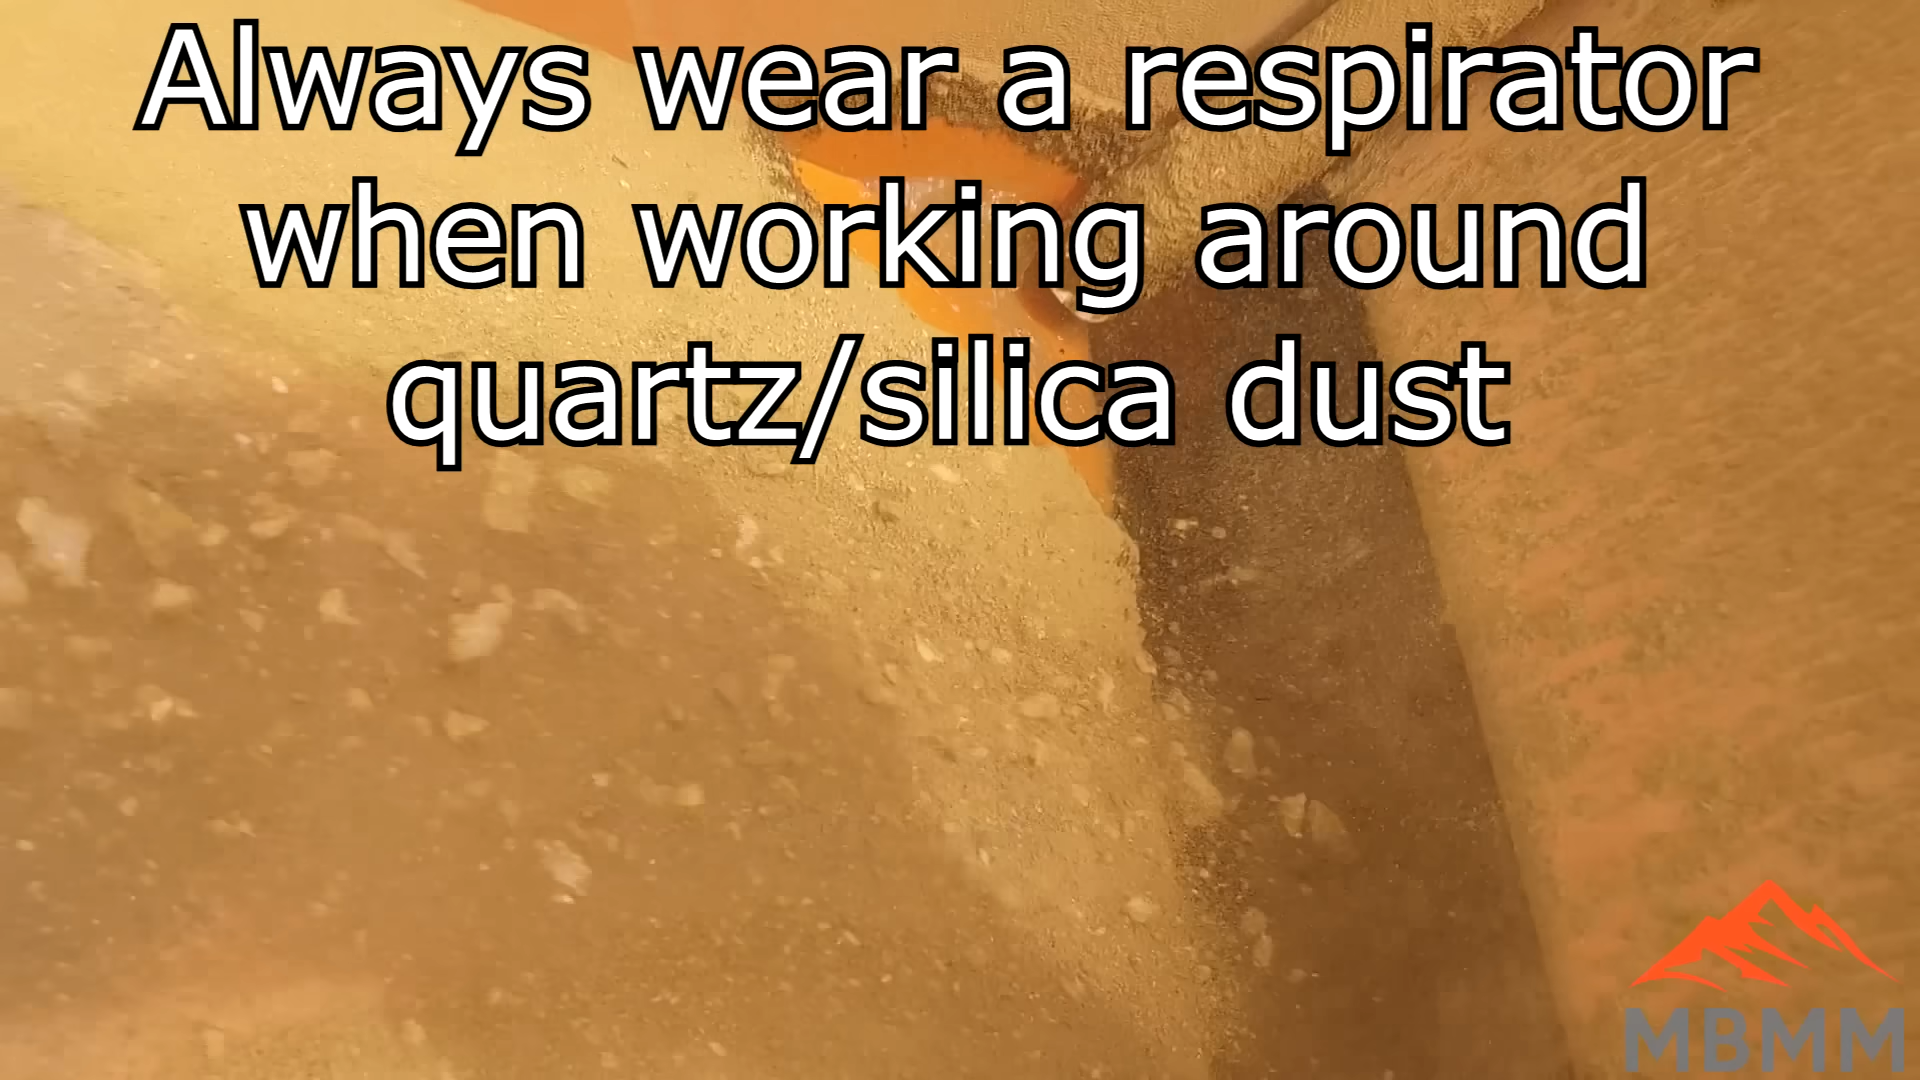 Always wear a respirator
when working around
quartz/silica dust
MBMM